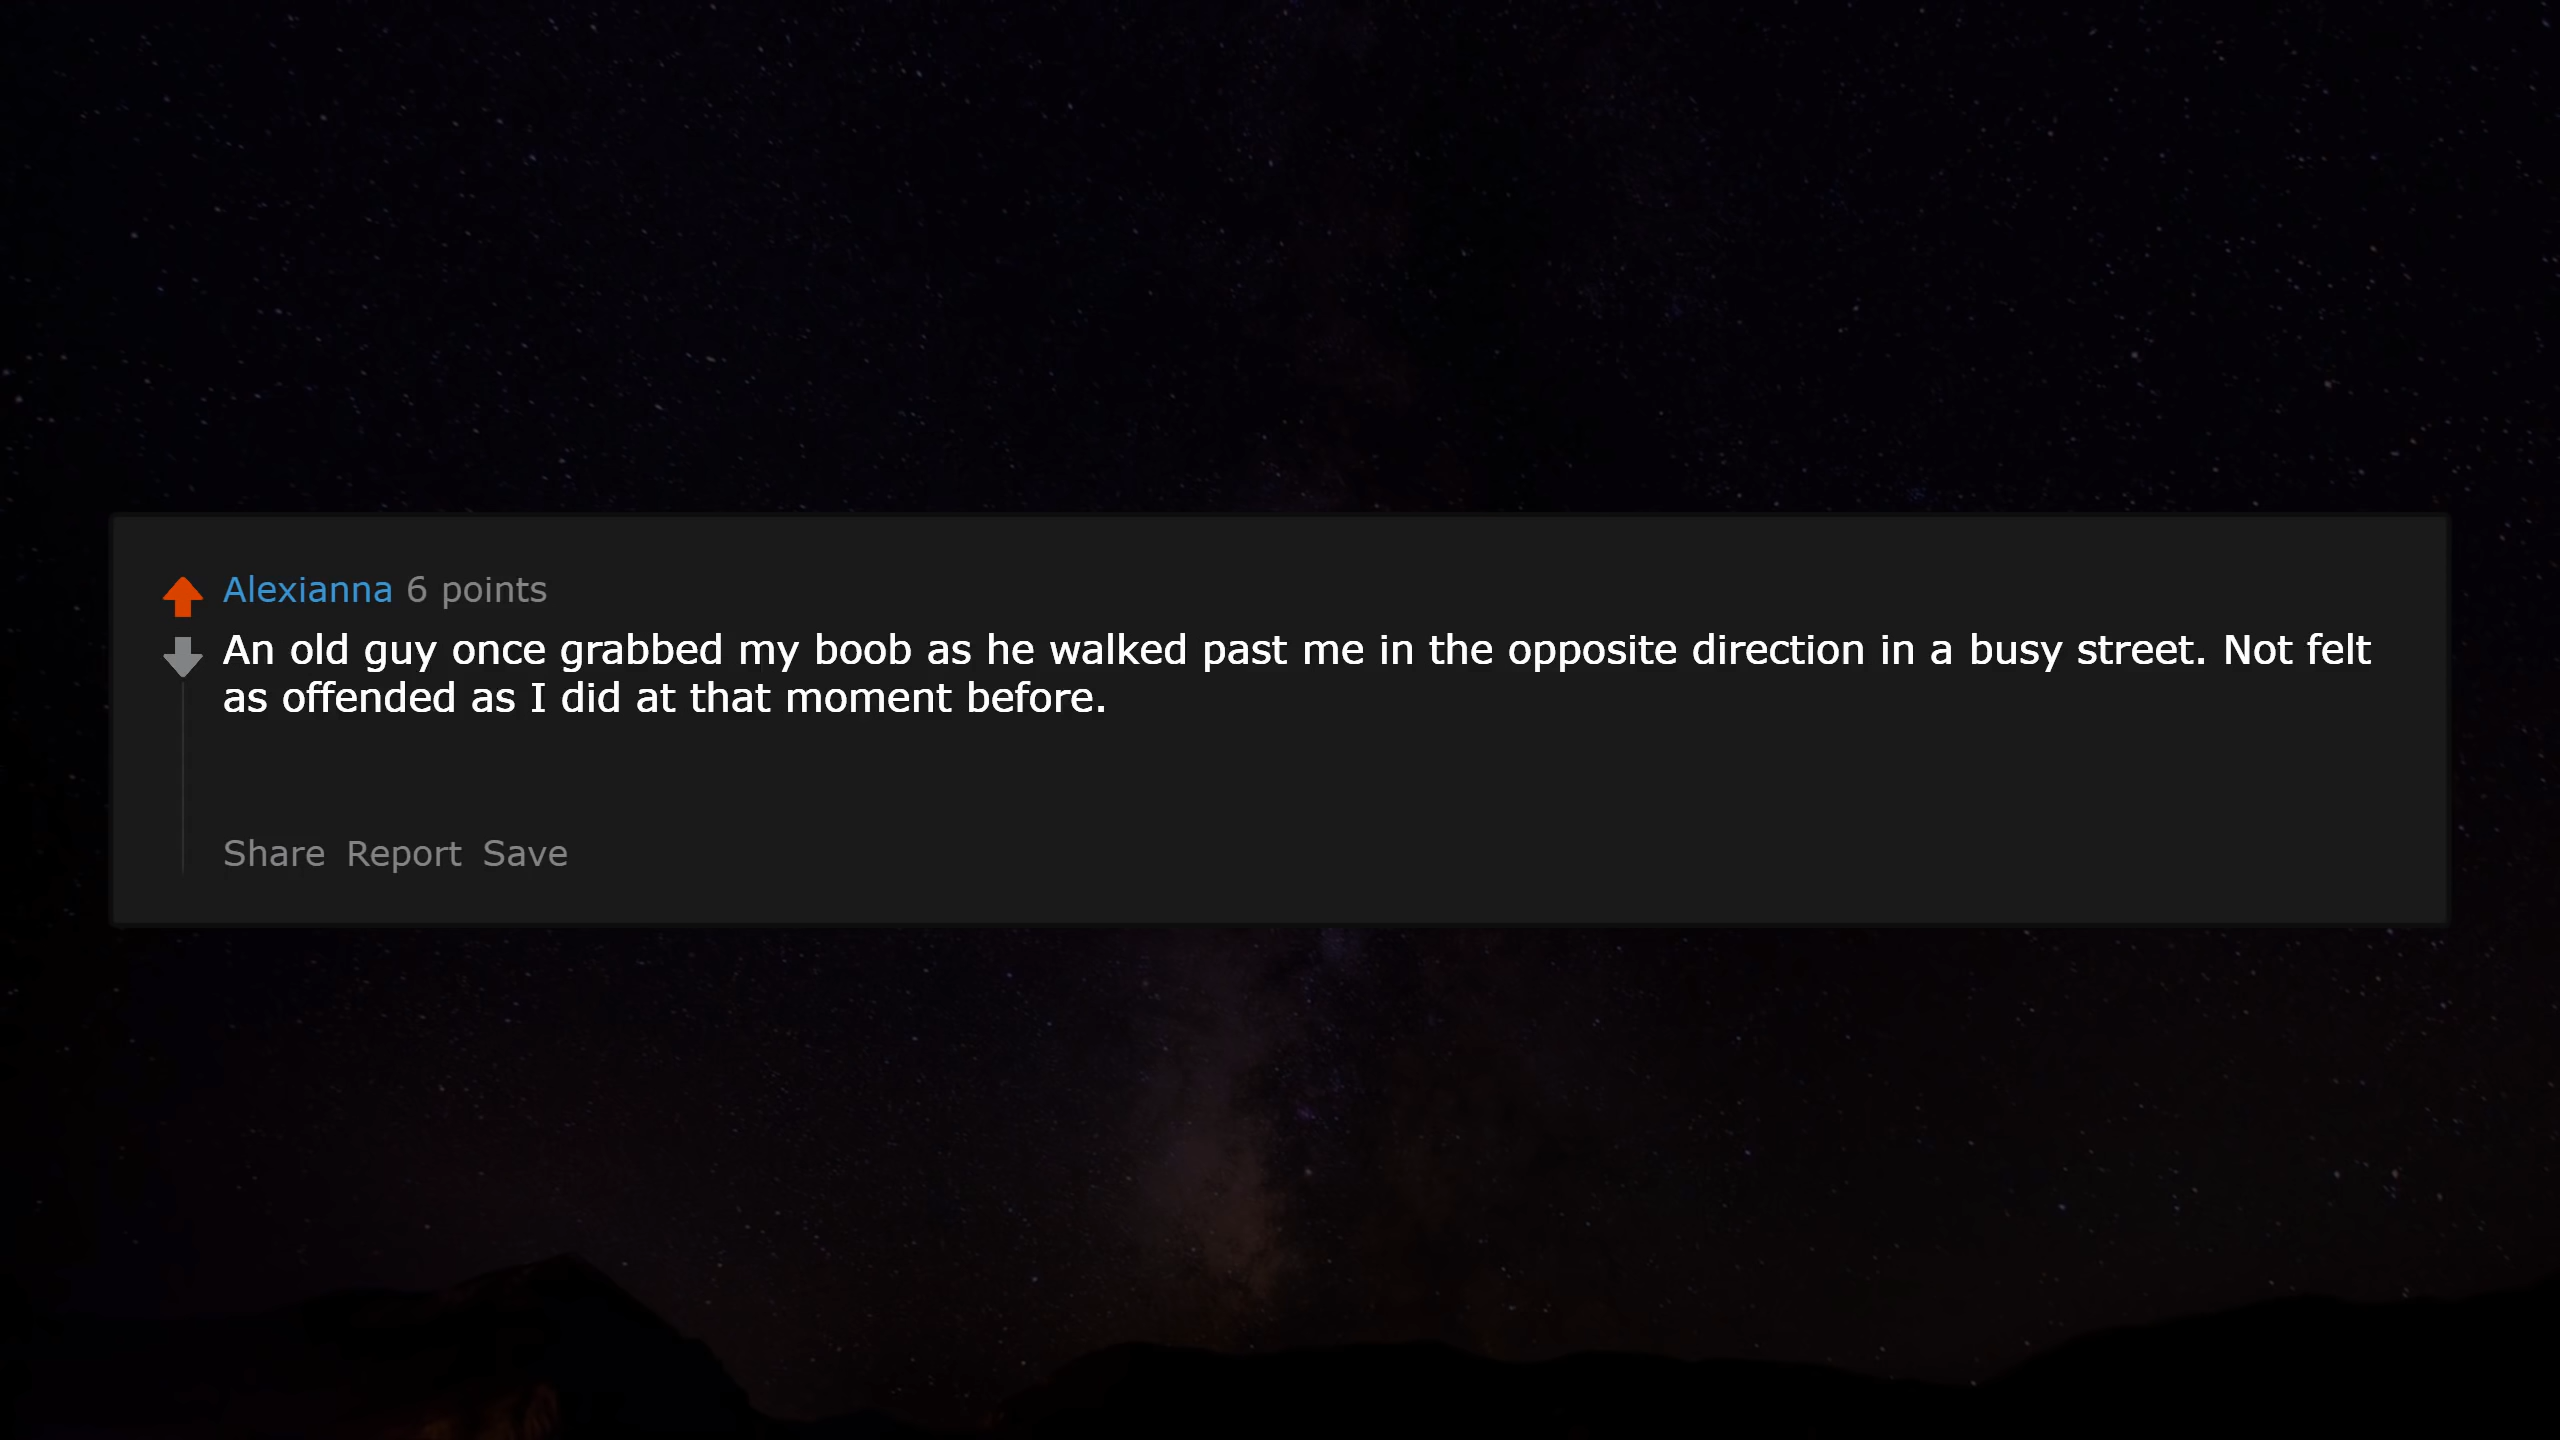 Alexianna 6 points
An old guy once grabbed my boob as he walked past me in the opposite direction in a busy street. Not felt
as offended as I did at that moment before.
Share Report Save